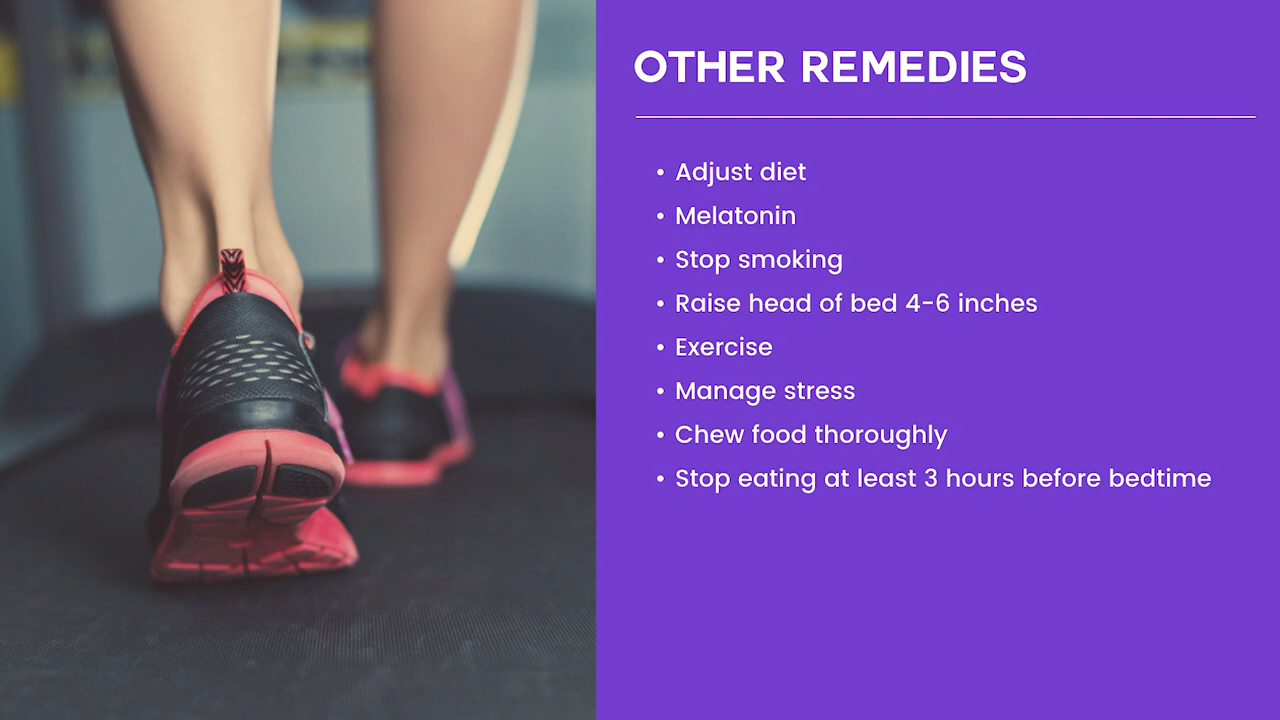 OTHER REMEDIES
• Adjust diet
• Melatonin
• Stop smoking
• Raise head of bed 4-6 inches
• Exercise
• Manage stress
• Chew food thoroughly
• Stop eating at least 3 hours before bedtime